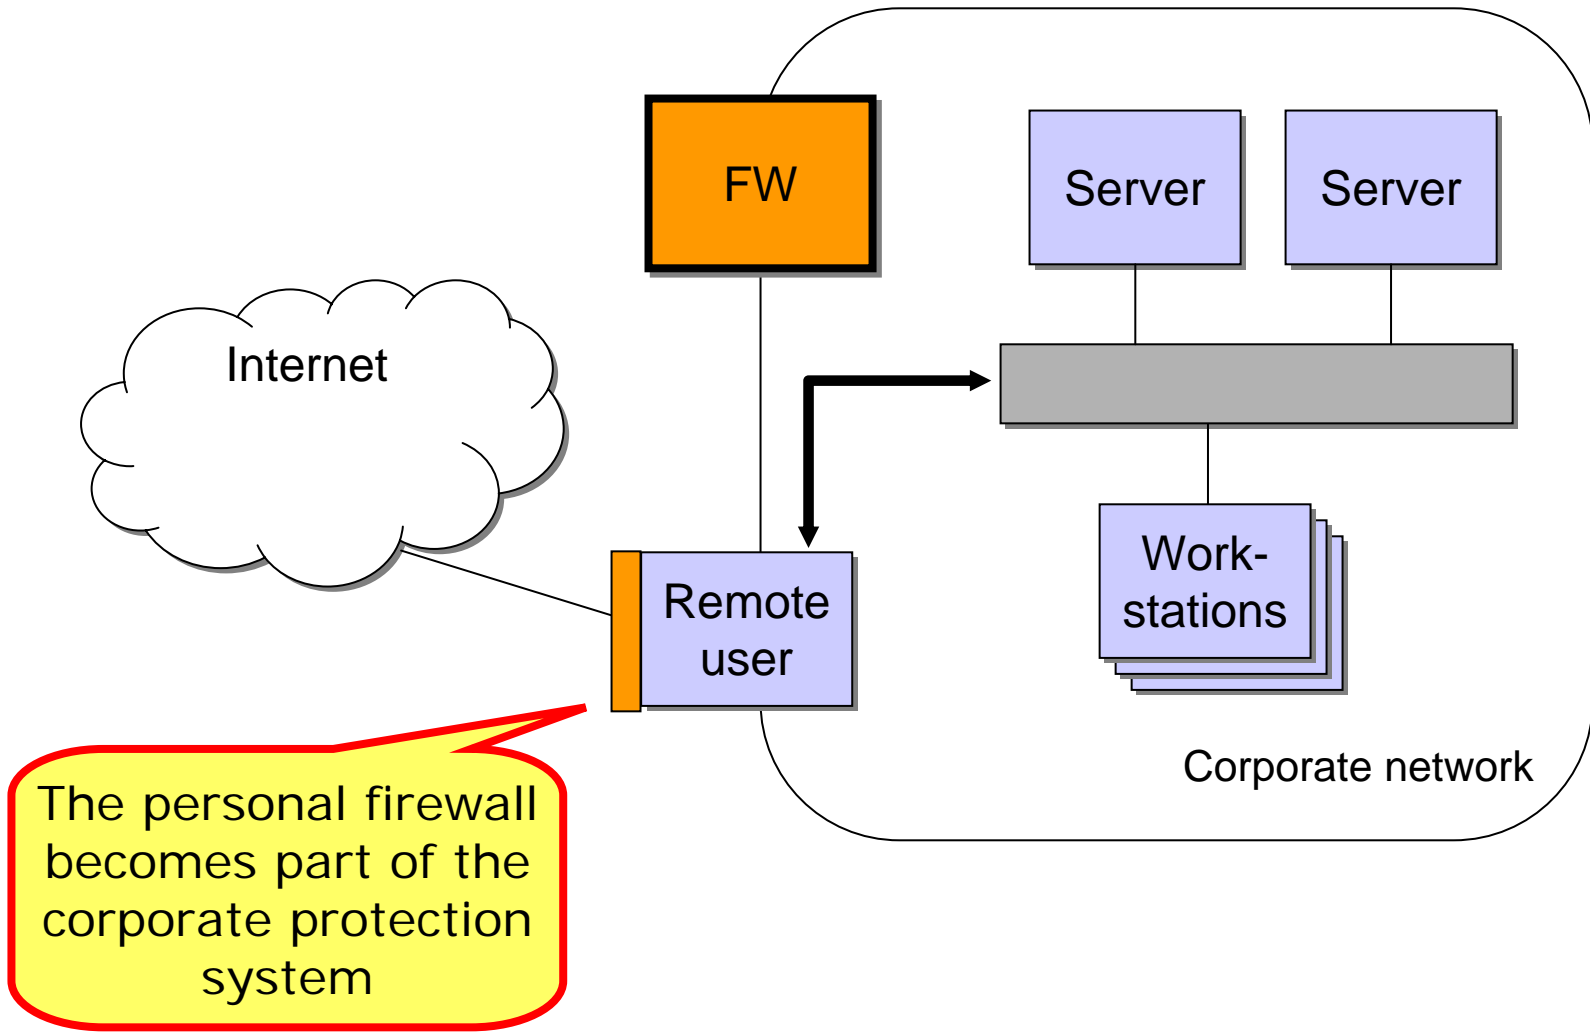 FW
Server
Server
Internet
Work-
stations
Remote
user
Corporate network
The personal firewall
becomes part of the
corporate protection
system